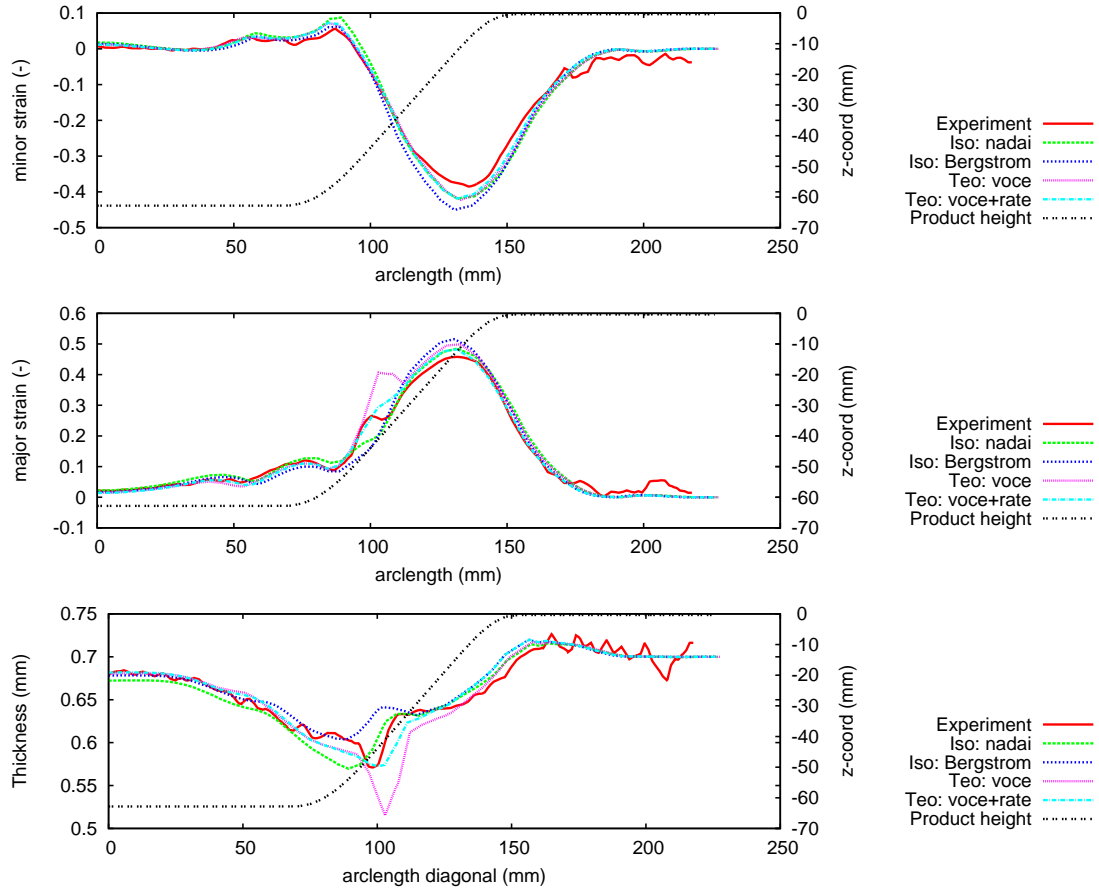 0.1
0
-0.1
-0.2
-0.3
-0.4
-0.5
minor strain (-)
0
50
100
150
200
250
arclength (mm)
0
-10
-20
-30
-40
-50
-60
-70
z-coord (mm)
Experiment
Iso: nadai
Iso: Bergstrom
Teo: voce
Teo: voce+rate
Product height
0.6
0.5
0.4
0.3
0.2
0.1
0
-0.1
major strain (-)
0
50
100
150
200
250
arclength (mm)
0
-10
-20
-30
-40
-50
-60
-70
z-coord (mm)
Experiment
Iso: nadai
Iso: Bergstrom
Teo: voce
Teo: voce+rate
Product height
0.75
0.7
0.65
0.6
0.55
0.5
Thickness (mm)
0
50
100
150
200
250
arclength diagonal (mm)
0
-10
-20
-30
-40
-50
-60
-70
z-coord (mm)
Experiment
Iso: nadai
Iso: Bergstrom
Teo: voce
Teo: voce+rate
Product height